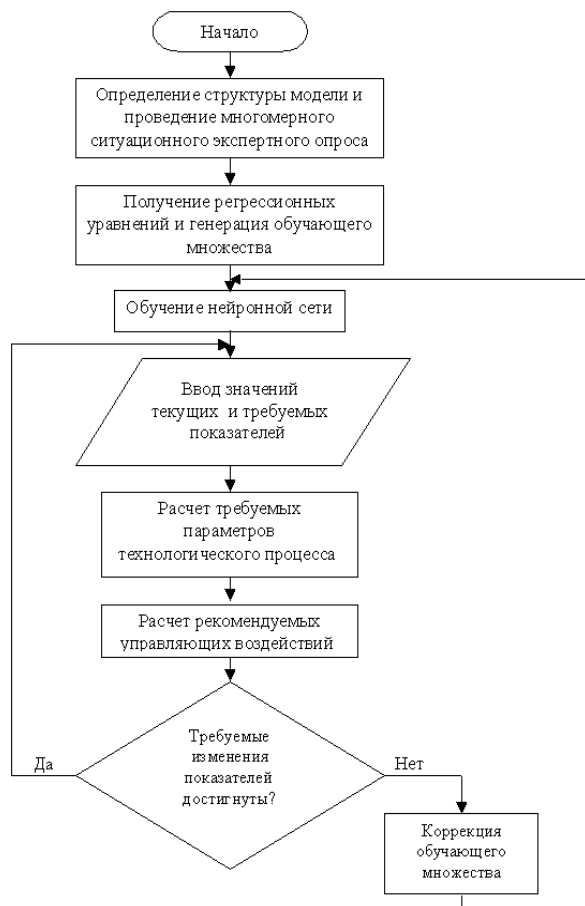 Начало
Определение структуры модели и
проведение многомерного
ситуационного экспертного опроса
Получение регрессионных
уравнений и генерация обучающего
множества
Обучение нейронной сети
Ввод значений
текущих и требуемых
показателей
Расчет требуемых
параметров
технологического процесса
Расчет рекомендуемых
управляющих воздействий
Требуемые
изменения
показателей
достигнуты?
Да
Нет
Коррекция
обучающего
множества